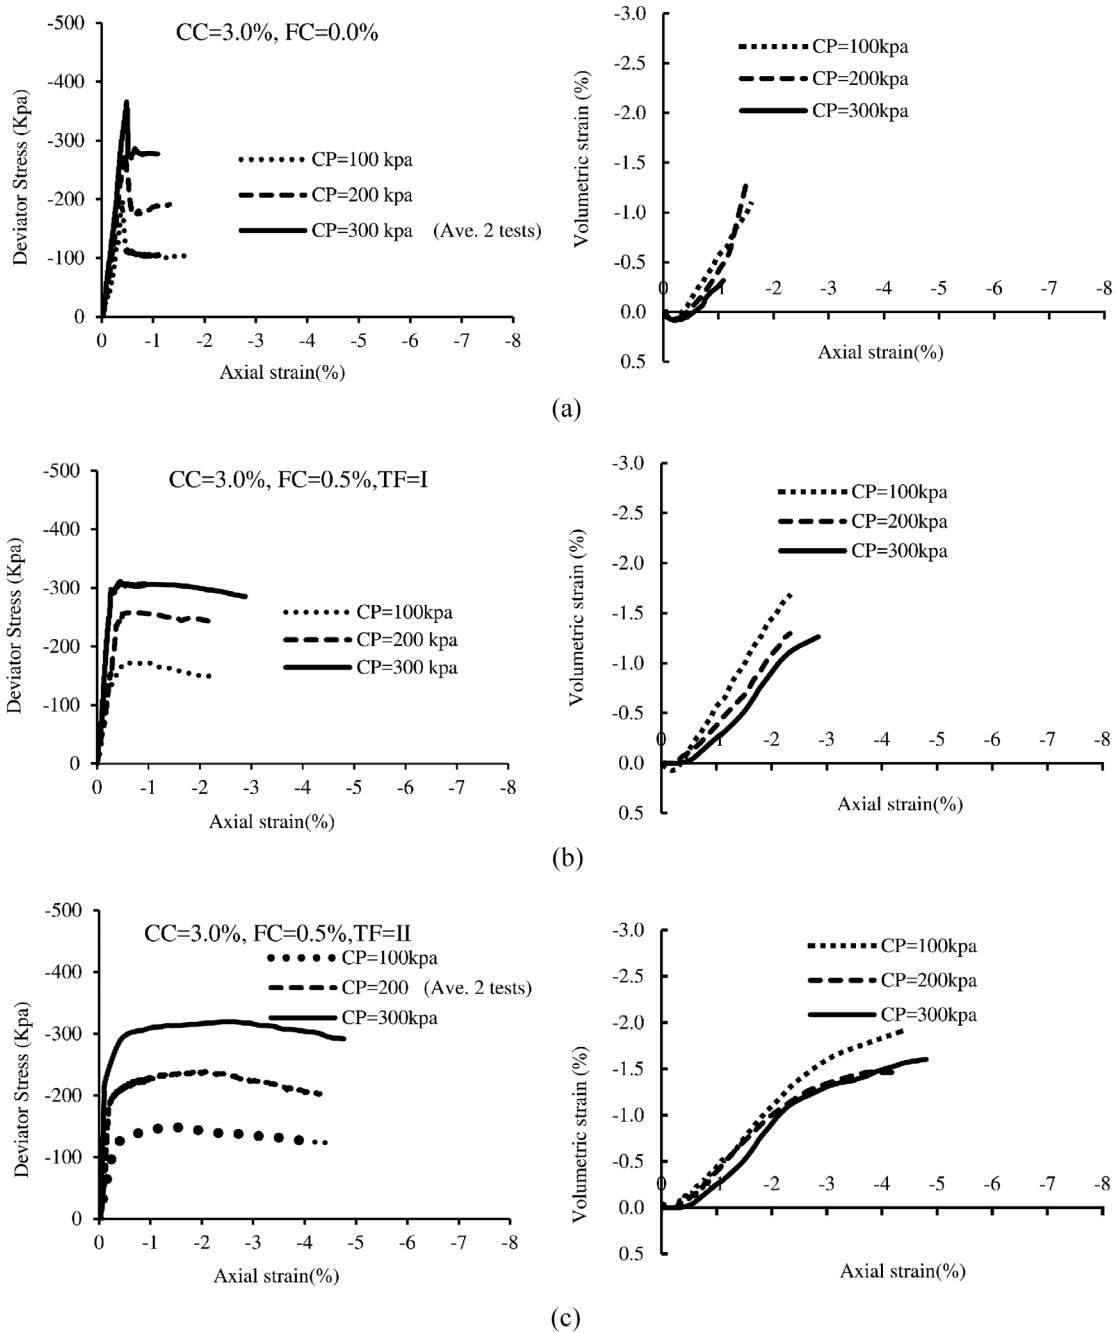 CC=3.0%, FC=0.0%
Deviator Stress (Kpa)
-500
-400
-300
-200
-100
0
CP=100 kpa
CP=200 kpa
CP=300 kpa (Ave. 2 tests)
0 -1 -2 -3 -4 -5 -6 -7 -8
Axial strain(%)
Volumetric strain (%)
-3.0
-2.5
-2.0
-1.5
-1.0
-0.5
0.0
0.5
CP=100kpa
CP=200kpa
CP=300kpa
0 -1 -2 -3 -4 -5 -6 -7 -8
Axial strain(%)
(a)
CC=3.0%, FC=0.5%,TF=I
Deviator Stress (Kpa)
-500
-400
-300
-200
-100
0
CP=100kpa
CP=200 kpa
CP=300 kpa
0 -1 -2 -3 -4 -5 -6 -7 -8
Axial strain(%)
Volumetric strain (%)
-3.0
-2.5
-2.0
-1.5
-1.0
-0.5
0.0
0.5
CP=100kpa
CP=200kpa
CP=300kpa
0 -1 -2 -3 -4 -5 -6 -7 -8
Axial strain(%)
(b)
CC=3.0%, FC=0.5%,TF=II
Deviator Stress (Kpa)
-500
-400
-300
-200
-100
0
CP=100kpa
CP=200 (Ave. 2 tests)
CP=300kpa
0 -1 -2 -3 -4 -5 -6 -7 -8
Axial strain(%)
Volumetric strain (%)
-3.0
-2.5
-2.0
-1.5
-1.0
-0.5
0.0
0.5
CP=100kpa
CP=200kpa
CP=300kpa
0 -1 -2 -3 -4 -5 -6 -7 -8
Axial strain(%)
(c)